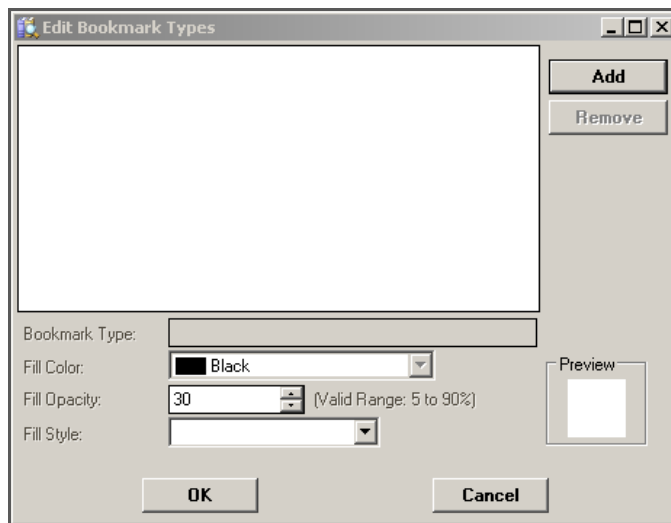 Edit Bookmark Types
Add
Remove
Bookmark Type:
Fill Color: Black
Preview
Fill Opacity: 30 (Valid Range: 5 to 90%)
Fill Style:
OK Cancel